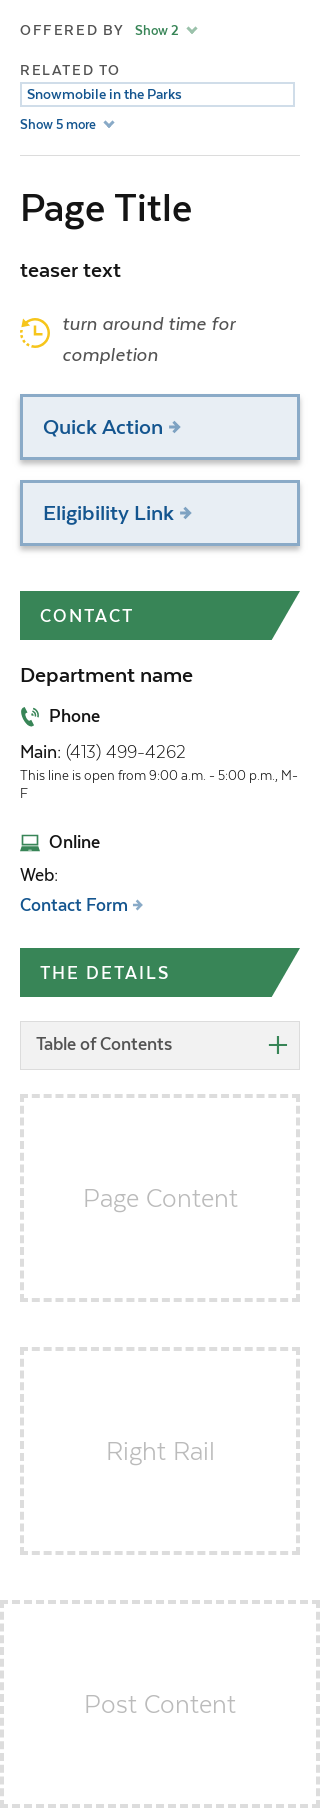 OFFERED BY Show 2
RELATED TO
Snowmobile in the Parks
Show 5 more
Page Title
teaser text
turn around time for
completion
Quick Action
Eligibility Link
CONTACT
Department name
Phone
Main: (413) 499-4262
This line is open from 9:00 a.m. - 5:00 p.m., M-
F
Online
Web:
Contact Form
THE DETAILS
Table of Contents
Page Content
Right Rail
Post Content